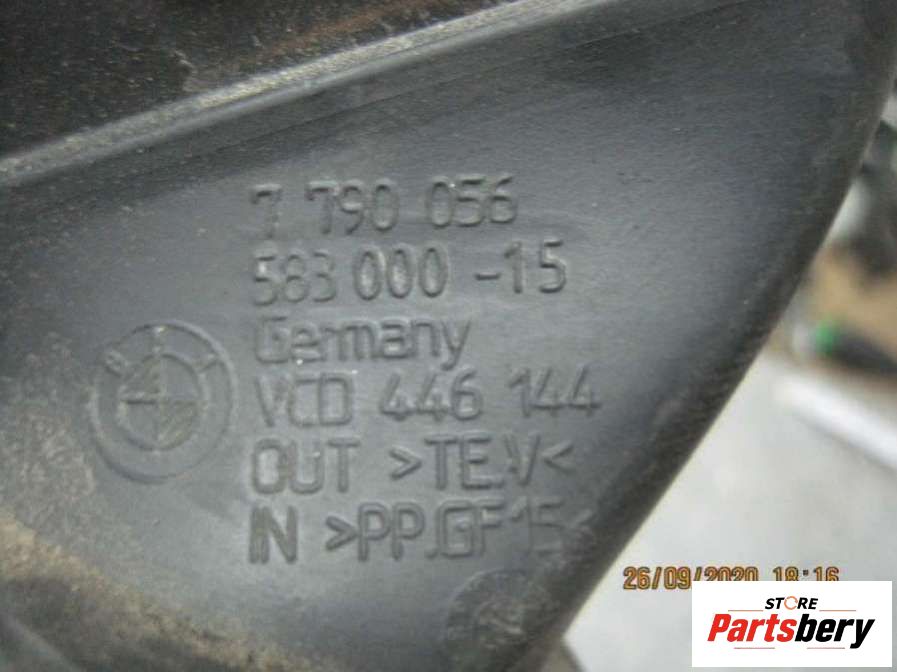 7 790 056
583 000 -15
Germany
VCD 446 144
OUT >TE.V<
IN >PP.GF15<
26/09/2020 18:16
STORE
Partsbery